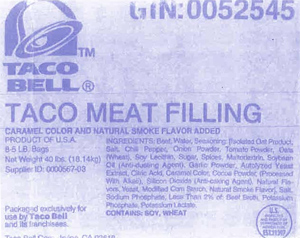 GTIN:0052545
TM
TACO
BELL®
TACO MEAT FILLING
CARAMEL COLOR AND NATURAL SMOKE FLAVOR ADDED
PRODUCT OF U.S.A.
8-5 LB. Bags
Net Weight 40 lbs. (18.14kg)
Supplier ID: 0000567-03
INGREDIENTS: Beef, Water, Seasoning [Isolated Oat Product,
Salt, Chili Pepper, Onion Powder, Tomato Powder, Oats
(Wheat), Soy Lecithin, Sugar, Spices, Maltodextrin, Soybean
Oil (Anti-dusting Agent), Garlic Powder, Autolyzed Yeast
Extract, Citric Acid, Caramel Color, Cocoa Powder (Processed
With Alkali), Silicon Dioxide (Anti-caking Agent), Natural
Yeast, Modified Corn Starch, Natural Smoke Flavor], Salt,
Sodium Phosphate, Less Than 2% of: Beef Broth, Potassium
Phosphate, Potassium Lactate.
CONTAINS: SOY, WHEAT
Packaged exclusively for
use by Taco Bell
and its franchisees.